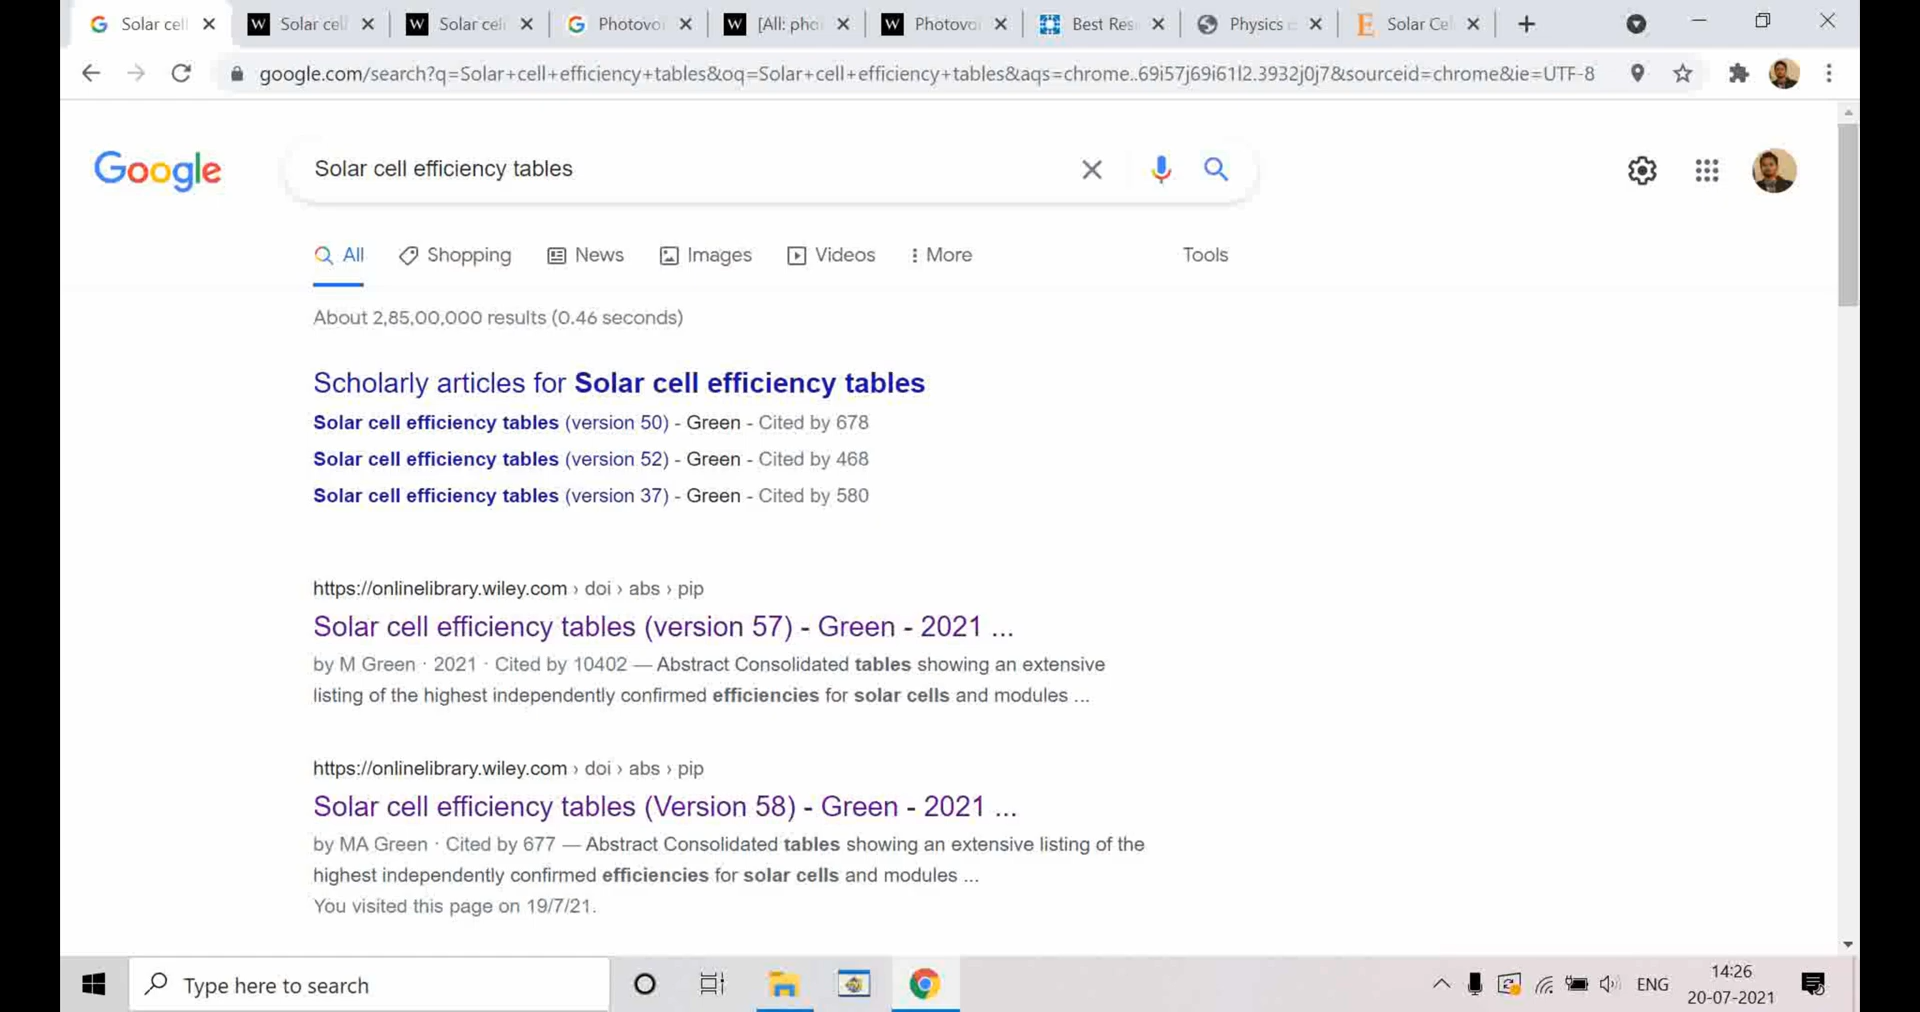 Solar cell
Solar cell
Solar cell
Photovo
[All: pho
Photovo
Best Res
Physics
Solar Ce
google.com/search?q=Solar+cell+efficiency+tables&oq=Solar+cell+efficiency+tables&aqs=chrome..69i57j69i61l2.3932j0j7&sourceid=chrome&ie=UTF-8
Google
Solar cell efficiency tables
All
Shopping
News
Images
Videos
More
Tools
About 2,85,00,000 results (0.46 seconds)
Scholarly articles for Solar cell efficiency tables
Solar cell efficiency tables (version 50) - Green - Cited by 678
Solar cell efficiency tables (version 52) - Green - Cited by 468
Solar cell efficiency tables (version 37) - Green - Cited by 580
https://onlinelibrary.wiley.com › doi › abs › pip
Solar cell efficiency tables (version 57) - Green - 2021 ...
by M Green · 2021 · Cited by 10402 — Abstract Consolidated tables showing an extensive
listing of the highest independently confirmed efficiencies for solar cells and modules ...
https://onlinelibrary.wiley.com › doi › abs › pip
Solar cell efficiency tables (Version 58) - Green - 2021 ...
by MA Green · Cited by 677 — Abstract Consolidated tables showing an extensive listing of the
highest independently confirmed efficiencies for solar cells and modules ...
You visited this page on 19/7/21.
Type here to search
ENG
14:26
20-07-2021